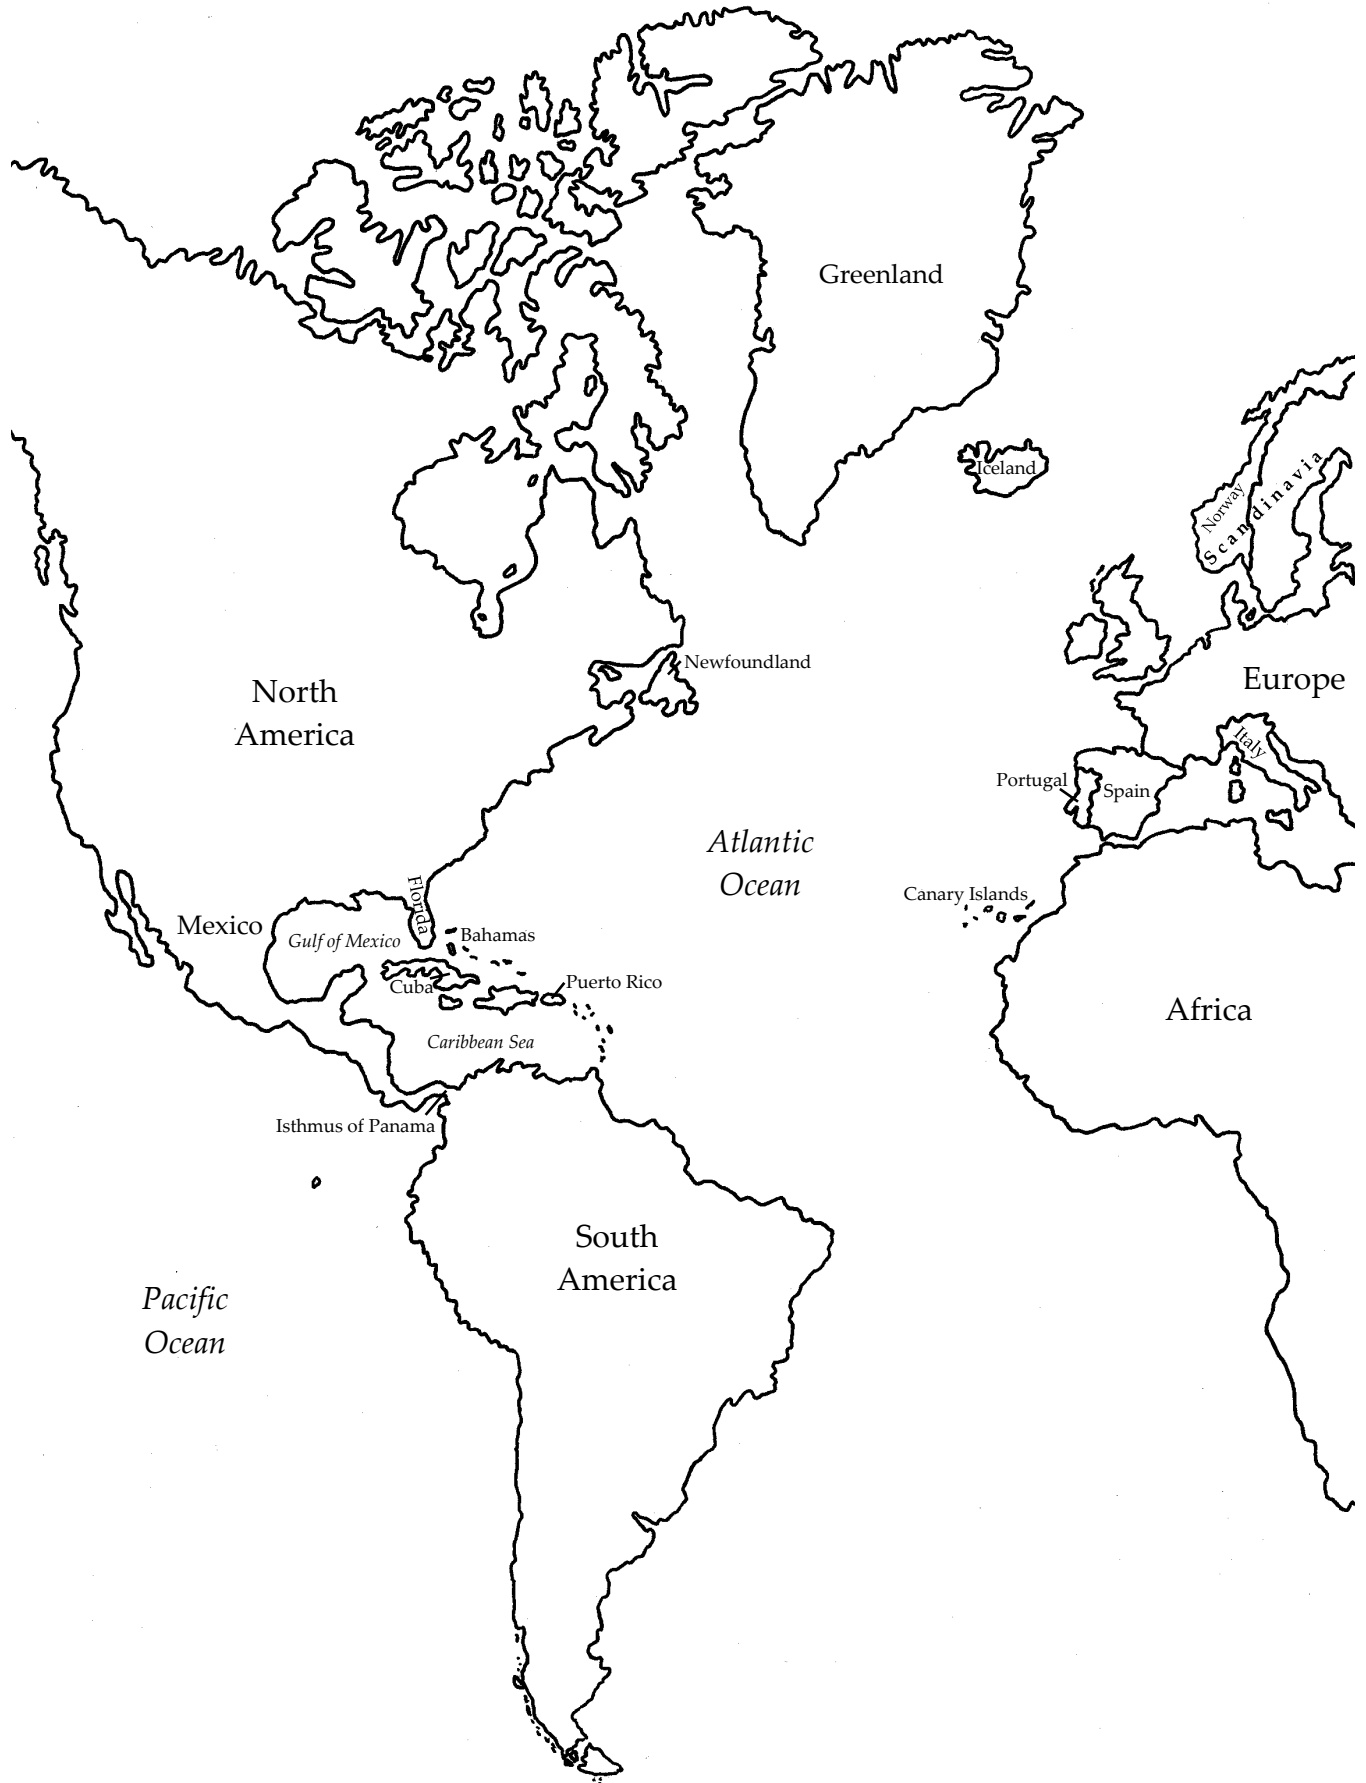 Greenland
Iceland
Norway
Scandinavia
Newfoundland
North
America
Europe
Italy
Portugal
Spain
Atlantic
Ocean
Florida
Canary Islands
Mexico
Gulf of Mexico
Bahamas
Cuba
Puerto Rico
Africa
Caribbean Sea
Isthmus of Panama
South
America
Pacific
Ocean